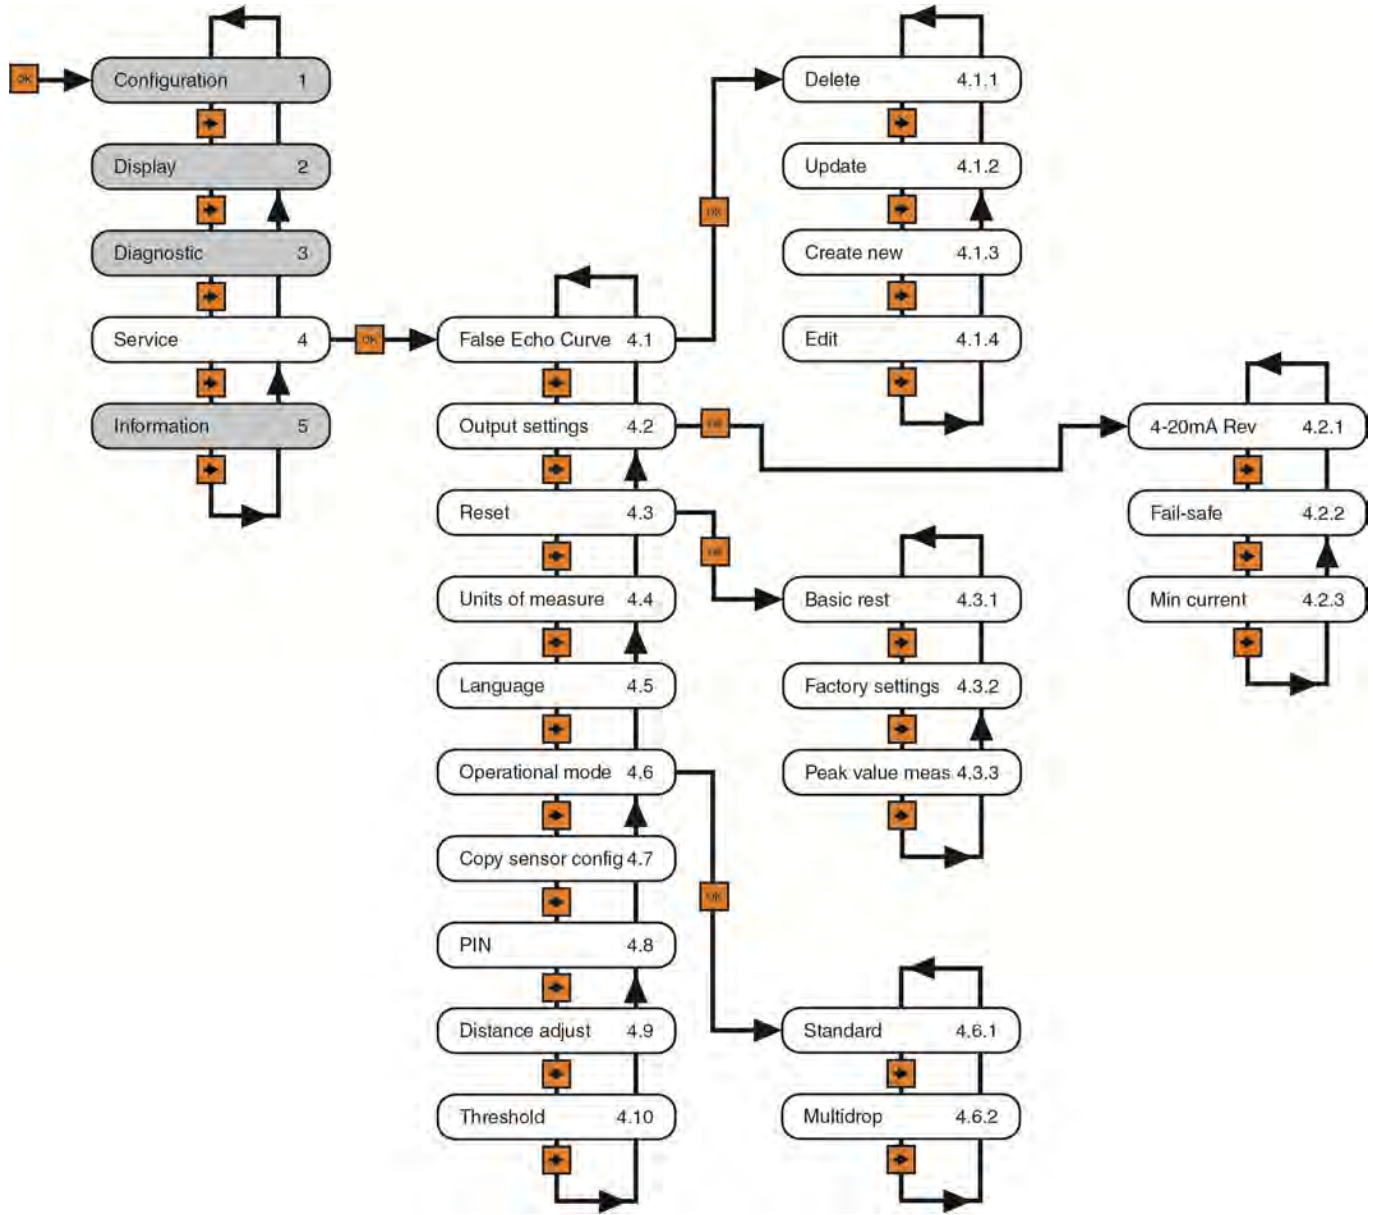 OK
Configuration 1
Display 2
Diagnostic 3
Service 4
Information 5
OK
False Echo Curve 4.1
Output settings 4.2
Reset 4.3
Units of measure 4.4
Language 4.5
Operational mode 4.6
Copy sensor config 4.7
PIN 4.8
Distance adjust 4.9
Threshold 4.10
OK
Delete 4.1.1
Update 4.1.2
Create new 4.1.3
Edit 4.1.4
OK
4-20mA Rev 4.2.1
Fail-safe 4.2.2
Min current 4.2.3
OK
Basic rest 4.3.1
Factory settings 4.3.2
Peak value meas 4.3.3
OK
Standard 4.6.1
Multidrop 4.6.2